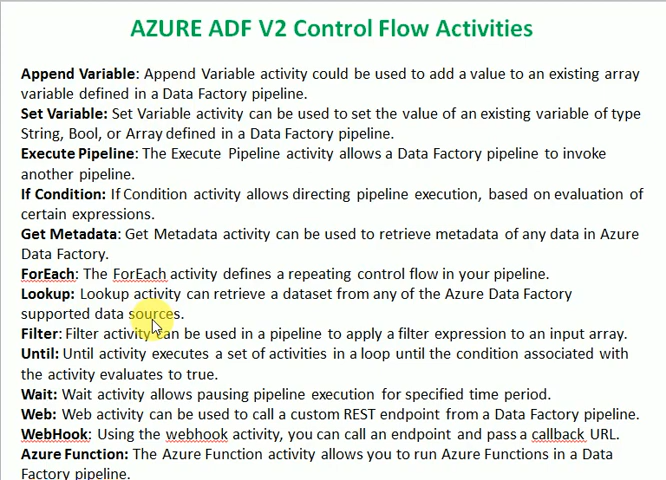 AZURE ADF V2 Control Flow Activities
Append Variable: Append Variable activity could be used to add a value to an existing array
variable defined in a Data Factory pipeline.
Set Variable: Set Variable activity can be used to set the value of an existing variable of type
String, Bool, or Array defined in a Data Factory pipeline.
Execute Pipeline: The Execute Pipeline activity allows a Data Factory pipeline to invoke
another pipeline.
If Condition: If Condition activity allows directing pipeline execution, based on evaluation of
certain expressions.
Get Metadata: Get Metadata activity can be used to retrieve metadata of any data in Azure
Data Factory.
ForEach: The ForEach activity defines a repeating control flow in your pipeline.
Lookup: Lookup activity can retrieve a dataset from any of the Azure Data Factory
supported data sources.
Filter: Filter activity can be used in a pipeline to apply a filter expression to an input array.
Until: Until activity executes a set of activities in a loop until the condition associated with
the activity evaluates to true.
Wait: Wait activity allows pausing pipeline execution for specified time period.
Web: Web activity can be used to call a custom REST endpoint from a Data Factory pipeline.
WebHook: Using the webhook activity, you can call an endpoint and pass a callback URL.
Azure Function: The Azure Function activity allows you to run Azure Functions in a Data
Factory pipeline.